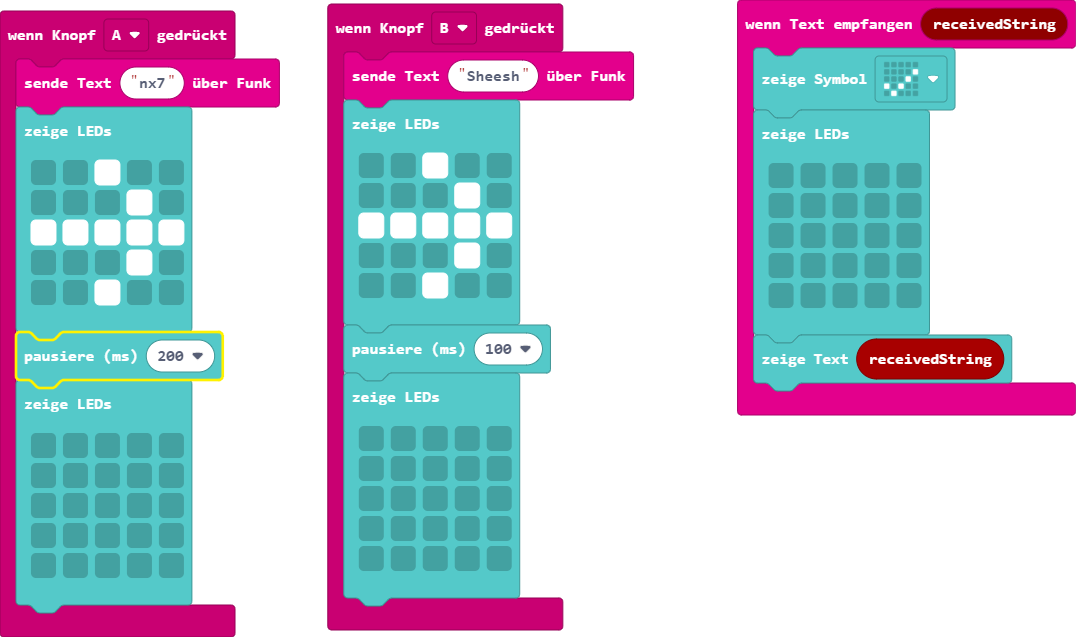 wenn Knopf A gedrückt
sende Text "nx7" über Funk
zeige LEDs
pausiere (ms) 200
zeige LEDs
wenn Knopf B gedrückt
sende Text "Sheesh" über Funk
zeige LEDs
pausiere (ms) 100
zeige LEDs
wenn Text empfangen receivedString
zeige Symbol
zeige LEDs
zeige Text receivedString